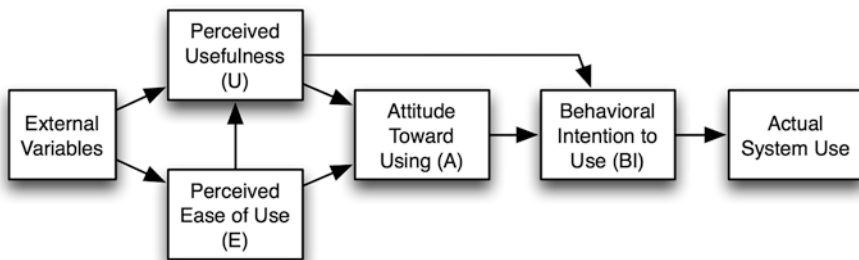 Perceived
Usefulness
(U)
External
Variables
Perceived
Ease of Use
(E)
Attitude
Toward
Using (A)
Behavioral
Intention to
Use (BI)
Actual
System Use